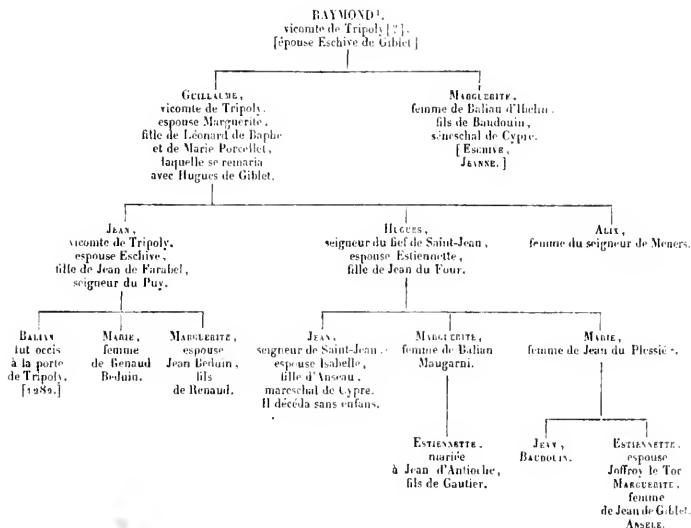 RAYMOND¹,
vicomte de Tripoly [?].
[épouse Eschive de Giblet]
GUILLAUME,
vicomte de Tripoly.
espouse Marguerite,
fille de Léonard de Baphe
et de Marie Porcellet,
laquelle se remaria
avec Hugues de Giblet.
MARGUERITE,
femme de Balian d'Ibelin,
fils de Baudouin,
séneschal de Cypre.
[ESCHIVE,
JEANNE.]
JEAN,
vicomte de Tripoly,
espouse Eschive,
fille de Jean de Farabel,
seigneur du Puy.
HUGUES,
seigneur du fief de Saint-Jean,
espouse Estiennette,
fille de Jean du Four.
ALIX,
femme du seigneur de Meners.
BALIAN
fut occis
à la porte
de Tripoly.
[1282.]
MARIE,
femme
de Renaud
Beduin.
MARGUERITE,
espouse
Jean Beduin,
fils
de Renaud.
JEAN,
seigneur de Saint-Jean,
espouse Isabelle,
fille d'Anseau,
mareschal de Cypre.
Il décéda sans enfans.
MARGUERITE,
femme de Balian
Maugarni.
MARIE,
femme de Jean du Plessié².
ESTIENNETTE,
mariée
à Jean d'Antioche,
fils de Gautier.
JEAN,
BAUDOUIN.
ESTIENNETTE,
espouse
Joffroy le Tor
MARGUERITE,
femme
de Jean de Giblet.
ANSELE.